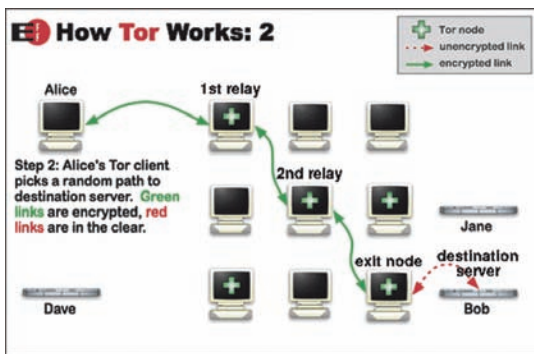 E
How Tor Works: 2
Tor node
unencrypted link
encrypted link
Alice
1st relay
Step 2: Alice's Tor client
picks a random path to
destination server. Green
links are encrypted, red
links are in the clear.
2nd relay
Jane
exit node
destination
server
Dave
Bob